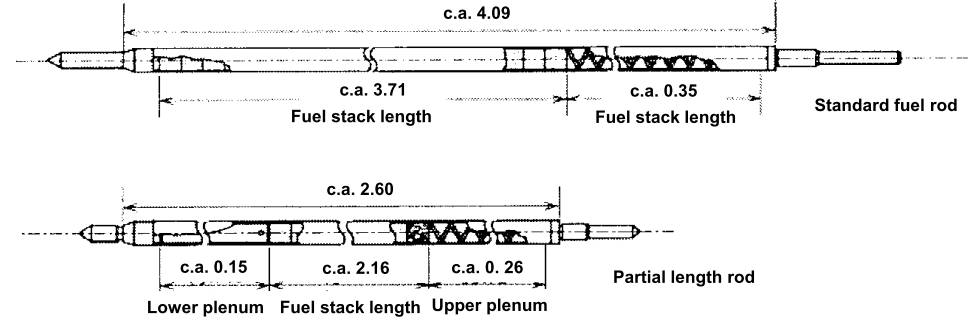 c.a. 4.09
c.a. 3.71
c.a. 0.35
Fuel stack length
Fuel stack length
Standard fuel rod
c.a. 2.60
c.a. 0.15
c.a. 2.16
c.a. 0. 26
Partial length rod
Lower plenum
Fuel stack length
Upper plenum